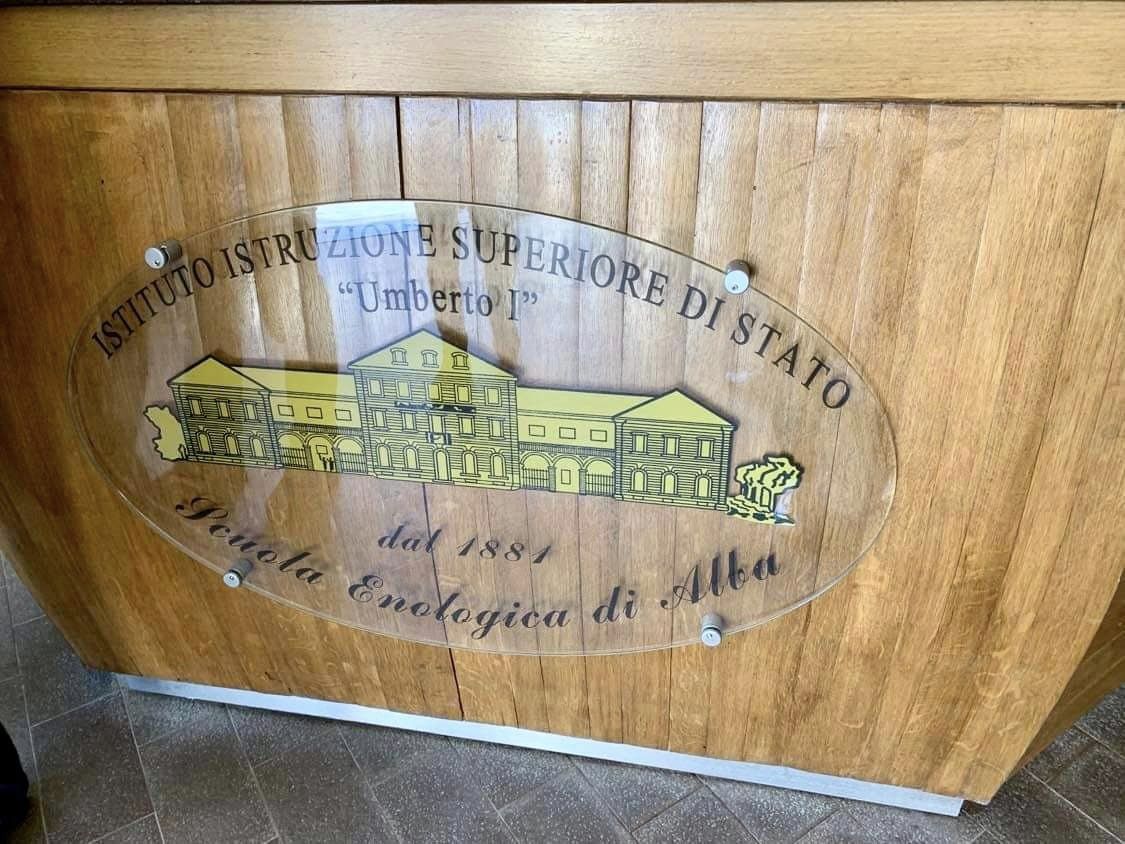 ISTITUTO ISTRUZIONE SUPERIORE DI STATO
“Umberto I”
dal 1881
Scuola Enologica di Alba